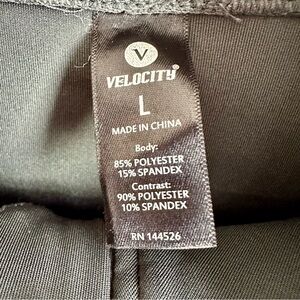 V
VELOCITY®
L
MADE IN CHINA
Body:
85% POLYESTER
15% SPANDEX
Contrast:
90% POLYESTER
10% SPANDEX
RN 144526